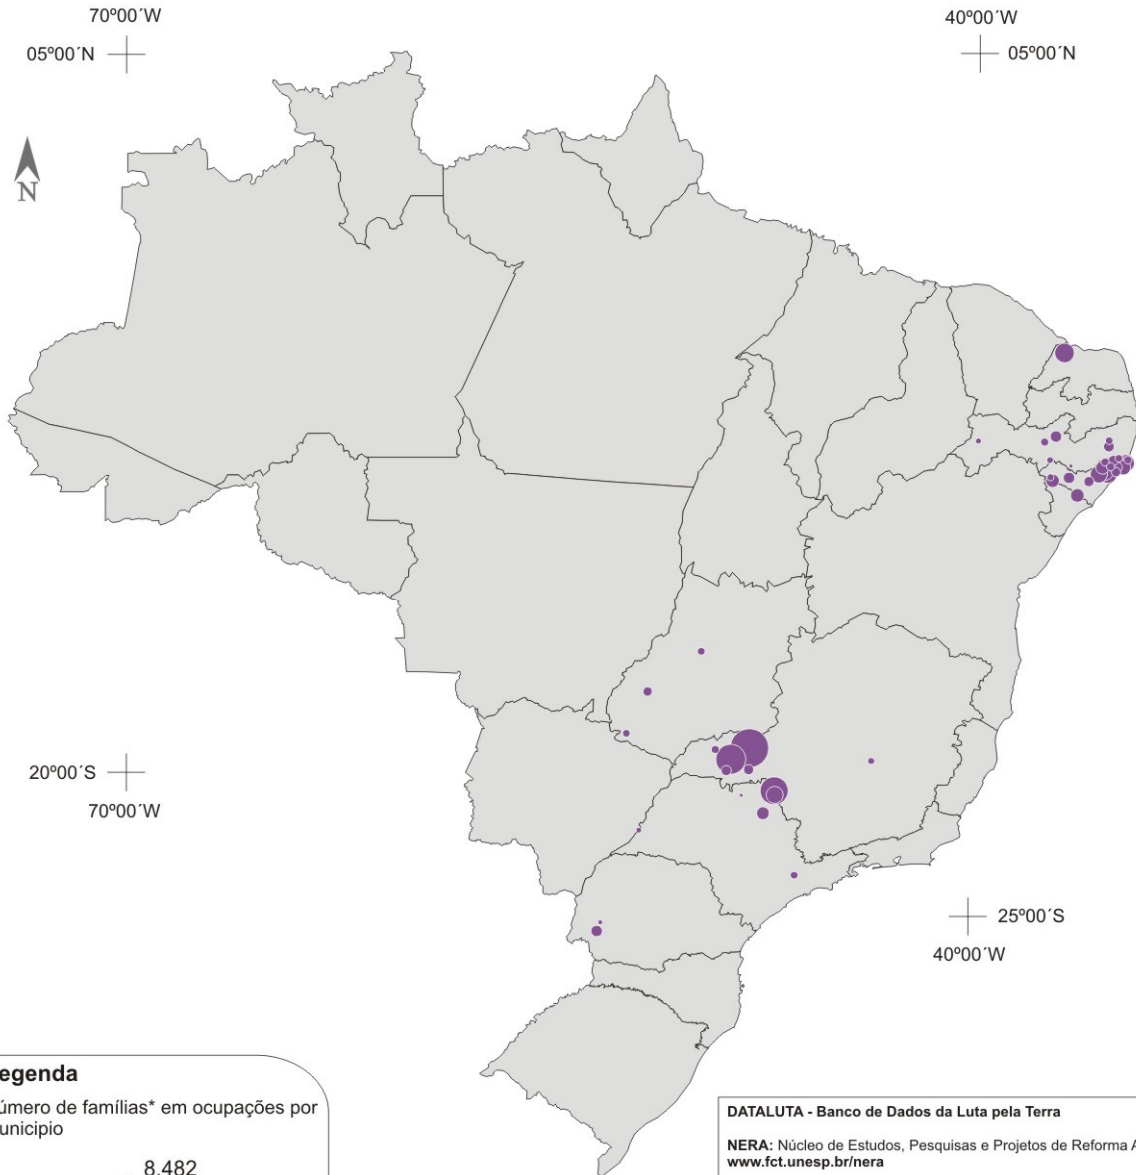 70º00´W
40º00´W
05º00´N
05º00´N
N
20º00´S
70º00´W
25º00´S
40º00´W
egenda
úmero de famílias* em ocupações por
unicipio
8.482
DATALUTA - Banco de Dados da Luta pela Terra
NERA: Núcleo de Estudos, Pesquisas e Projetos de Reforma A
www.fct.unesp.br/nera